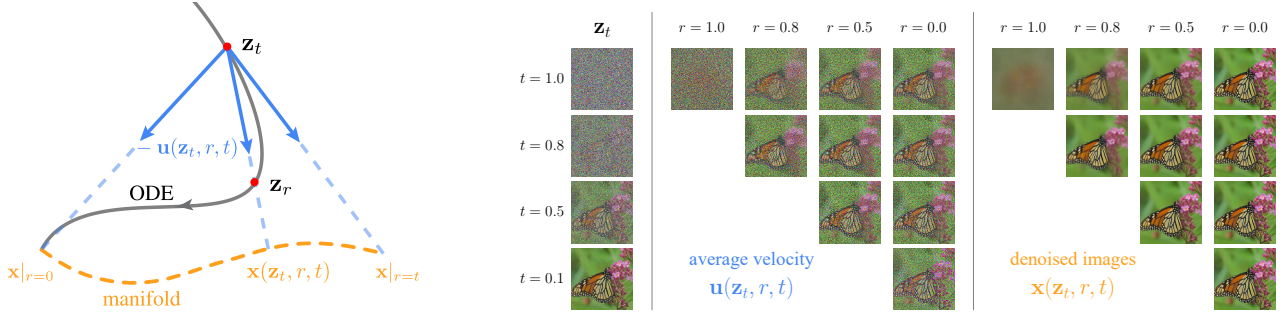 z_t
− u(z_t, r, t)
z_r
ODE
x|_{r=0}
x(z_t, r, t)
x|_{r=t}
manifold
z_t
r = 1.0 r = 0.8 r = 0.5 r = 0.0
r = 1.0 r = 0.8 r = 0.5 r = 0.0
t = 1.0
t = 0.8
t = 0.5
t = 0.1
average velocity
u(z_t, r, t)
denoised images
x(z_t, r, t)